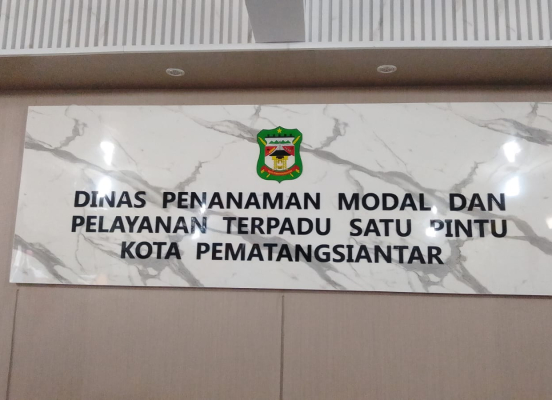 DINAS PENANAMAN MODAL DAN
PELAYANAN TERPADU SATU PINTU
KOTA PEMATANGSIANTAR